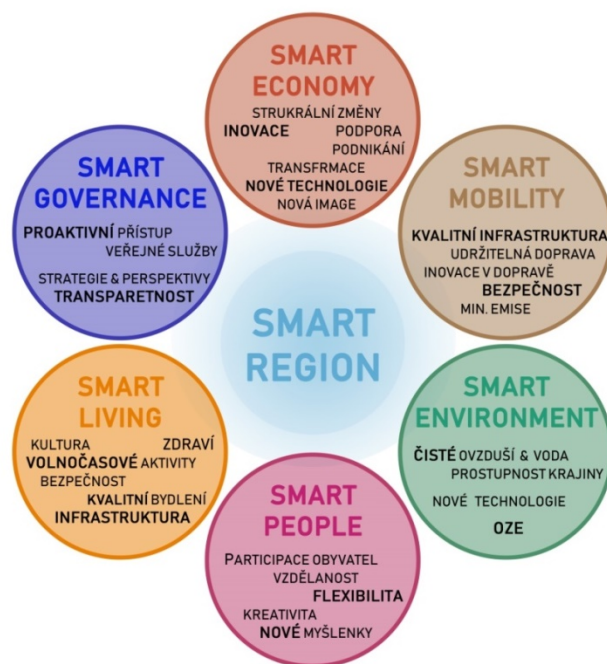 SMART
ECONOMY
STRUKRÁLNÍ ZMĚNY
INOVACE PODPORA
PODNIKÁNÍ
TRANSFRMACE
NOVÉ TECHNOLOGIE
NOVÁ IMAGE
SMART
GOVERNANCE
PROAKTIVNÍ PŘÍSTUP
VEŘEJNÉ SLUŽBY
STRATEGIE & PERSPEKTIVY
TRANSPARETNOST
SMART
MOBILITY
KVALITNÍ INFRASTRUKTURA
UDRŽITELNÁ DOPRAVA
INOVACE V DOPRAVĚ
BEZPEČNOST
MIN. EMISE
SMART
REGION
SMART
LIVING
KULTURA ZDRAVÍ
VOLNOČASOVÉ AKTIVITY
BEZPEČNOST
KVALITNÍ BYDLENÍ
INFRASTRUKTURA
SMART
ENVIRONMENT
ČISTÉ OVZDUŠÍ & VODA
PROSTUPNOST KRAJINY
NOVÉ TECHNOLOGIE
OZE
SMART
PEOPLE
PARTICIPACE OBYVATEL
VZDĚLANOST
FLEXIBILITA
KREATIVITA
NOVÉ MYŠLENKY